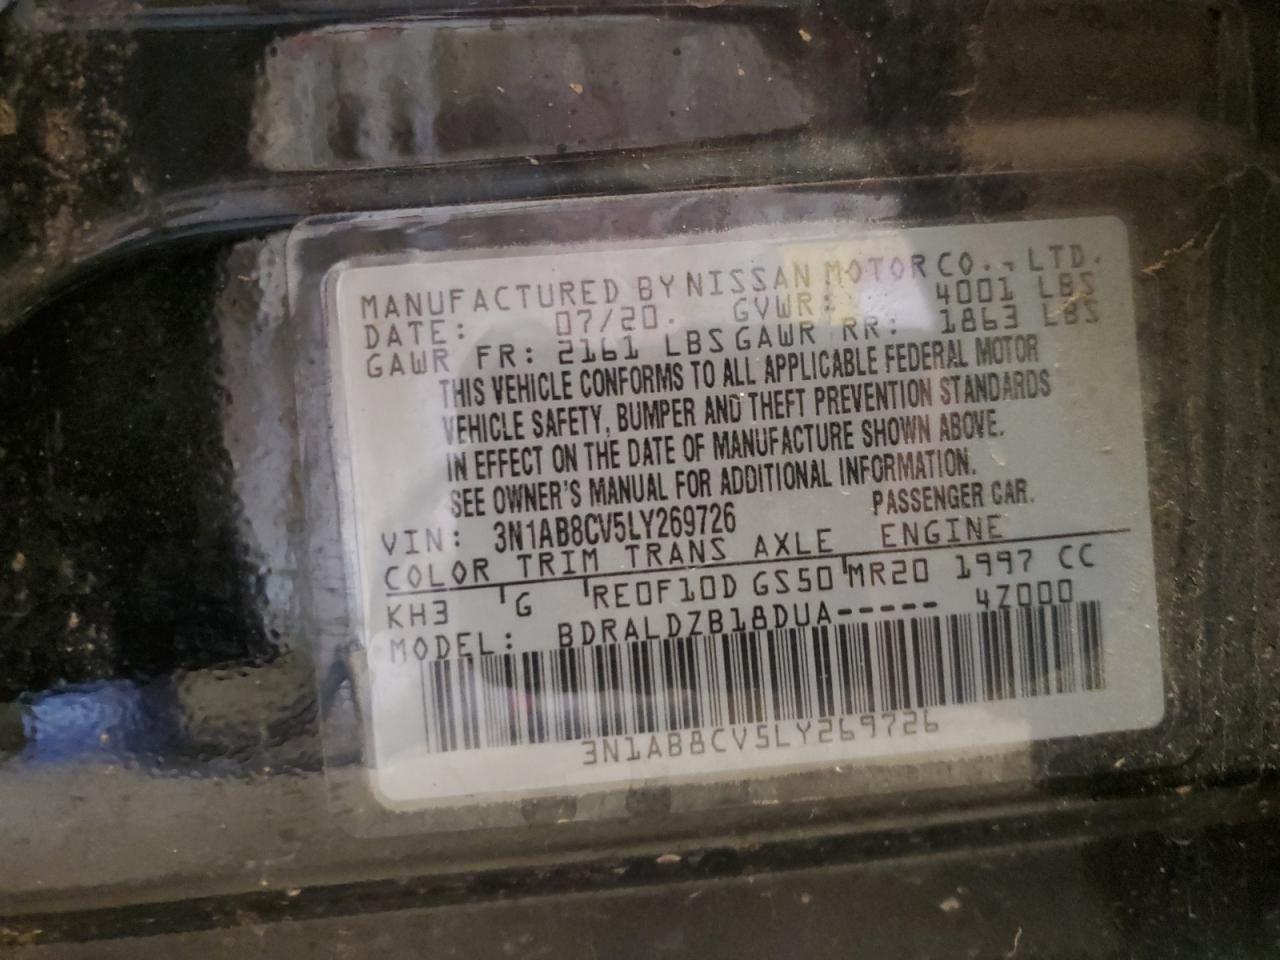 MANUFACTURED BY NISSAN MOTOR CO., LTD.
DATE: 07/20. GVWR: 4001 LBS
GAWR FR: 2161 LBS GAWR RR: 1863 LBS
THIS VEHICLE CONFORMS TO ALL APPLICABLE FEDERAL MOTOR
VEHICLE SAFETY, BUMPER AND THEFT PREVENTION STANDARDS
IN EFFECT ON THE DATE OF MANUFACTURE SHOWN ABOVE.
SEE OWNER'S MANUAL FOR ADDITIONAL INFORMATION.
VIN: 3N1AB8CV5LY269726 PASSENGER CAR.
COLOR TRIM TRANS AXLE ENGINE
KH3 G RE0F10D GS50 MR20 1997 CC
MODEL: BDRALDZB18DUA----- 4Z000
3N1AB8CV5LY269726